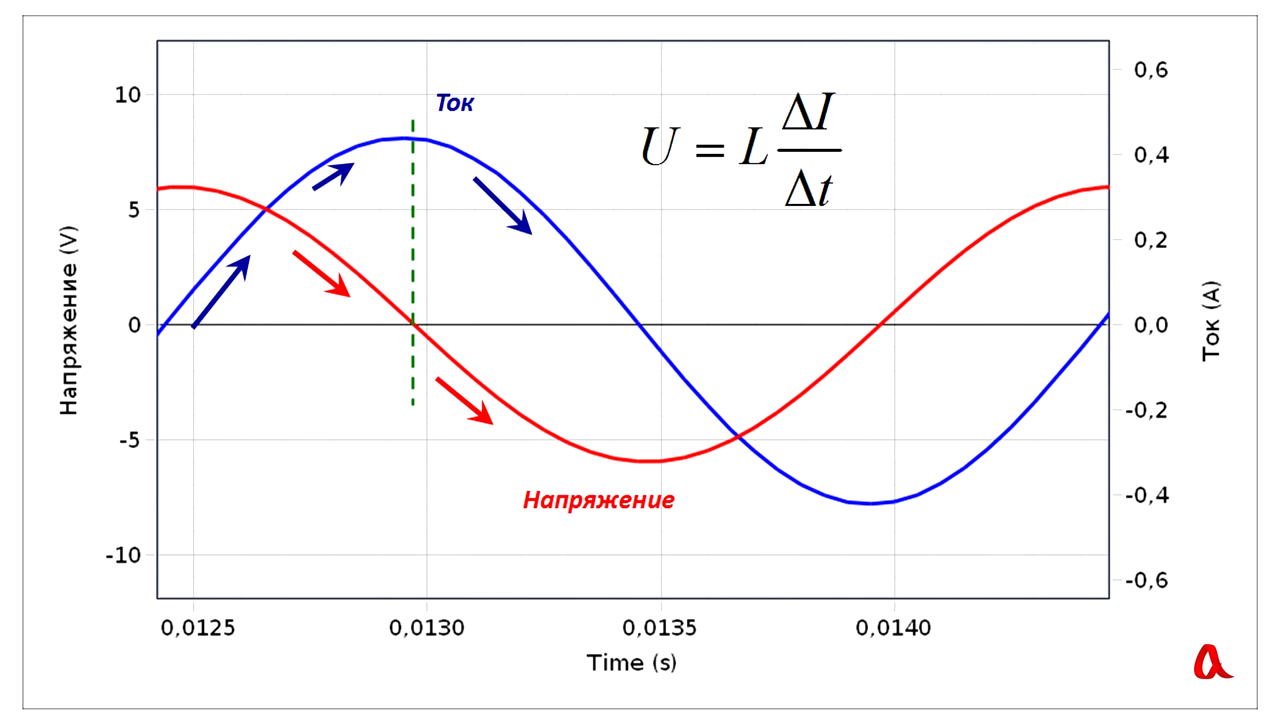 Ток
U = L ΔI/Δt
10
5
0
-5
-10
Напряжение (V)
0,6
0,4
0,2
0,0
-0,2
-0,4
-0,6
Ток (A)
Напряжение
0,0125 0,0130 0,0135 0,0140
Time (s)
a